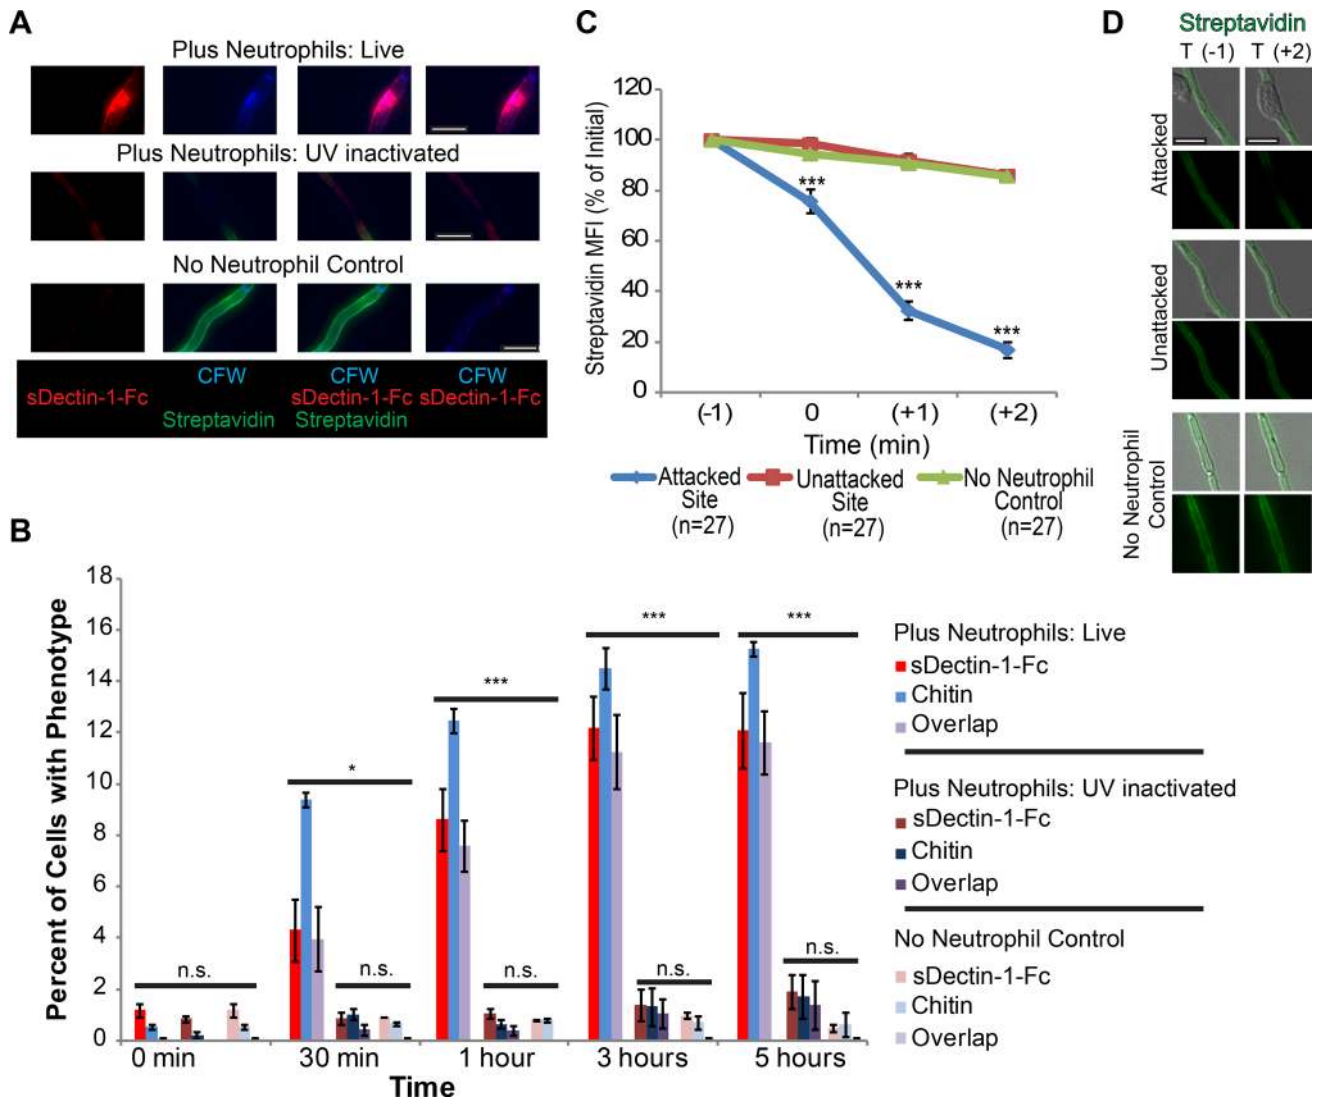 A
Plus Neutrophils: Live
Plus Neutrophils: UV inactivated
No Neutrophil Control
CFW CFW CFW
sDectin-1-Fc sDectin-1-Fc sDectin-1-Fc
Streptavidin Streptavidin
C
Streptavidin MFI (% of Initial)
120
100
80
60
40
20
0
***
***
***
(-1) 0 (+1) (+2)
Time (min)
Attacked Site (n=27)
Unattacked Site (n=27)
No Neutrophil Control (n=27)
D
Streptavidin
T (-1) T (+2)
Attacked
Unattacked
No Neutrophil Control
B
Percent of Cells with Phenotype
18
16
14
12
10
8
6
4
2
0
n.s.
*
n.s.
***
n.s.
***
n.s.
***
n.s.
0 min 30 min 1 hour 3 hours 5 hours
Time
Plus Neutrophils: Live
sDectin-1-Fc
Chitin
Overlap
Plus Neutrophils: UV inactivated
sDectin-1-Fc
Chitin
Overlap
No Neutrophil Control
sDectin-1-Fc
Chitin
Overlap